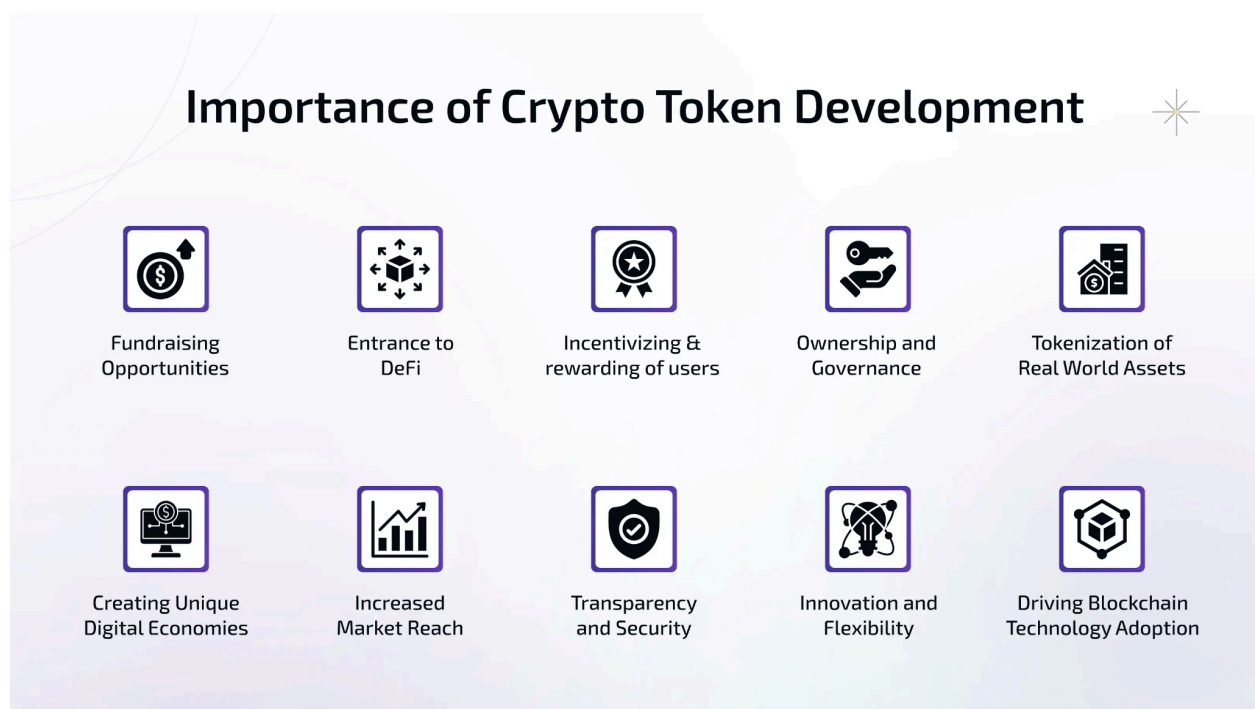 Importance of Crypto Token Development
Fundraising
Opportunities
Entrance to
DeFi
Incentivizing &
rewarding of users
Ownership and
Governance
Tokenization of
Real World Assets
Creating Unique
Digital Economies
Increased
Market Reach
Transparency
and Security
Innovation and
Flexibility
Driving Blockchain
Technology Adoption